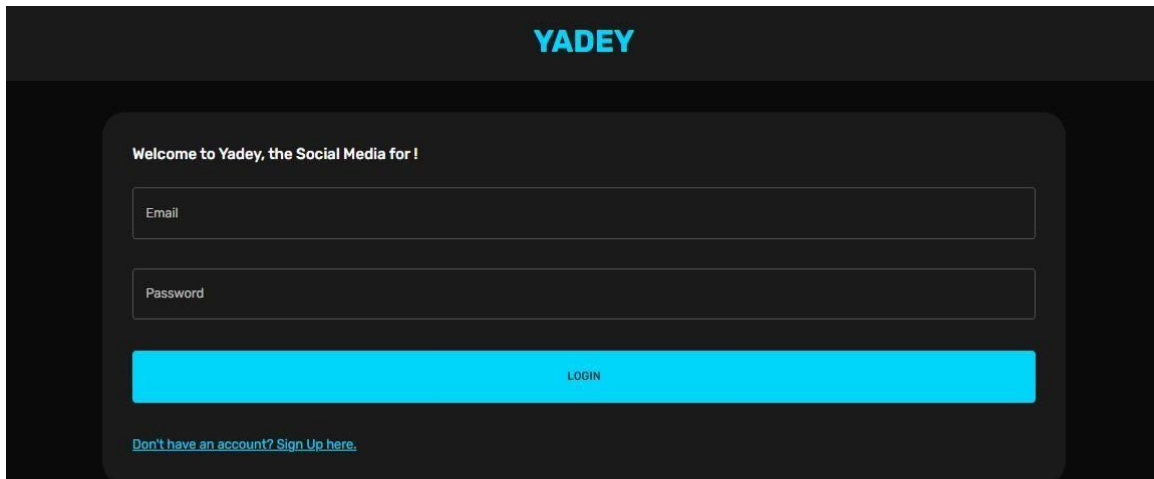 YADEY
Welcome to Yadey, the Social Media for !
Email
Password
LOGIN
Don't have an account? Sign Up here.